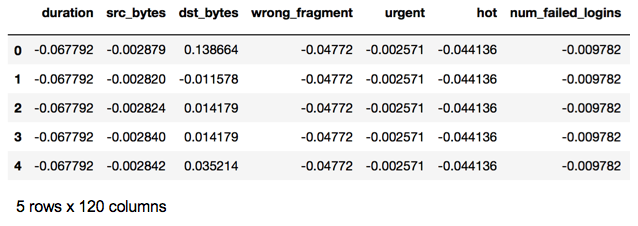 duration src_bytes dst_bytes wrong_fragment urgent hot num_failed_logins
0 -0.067792 -0.002879 0.138664 -0.04772 -0.002571 -0.044136 -0.009782
1 -0.067792 -0.002820 -0.011578 -0.04772 -0.002571 -0.044136 -0.009782
2 -0.067792 -0.002824 0.014179 -0.04772 -0.002571 -0.044136 -0.009782
3 -0.067792 -0.002840 0.014179 -0.04772 -0.002571 -0.044136 -0.009782
4 -0.067792 -0.002842 0.035214 -0.04772 -0.002571 -0.044136 -0.009782
5 rows x 120 columns